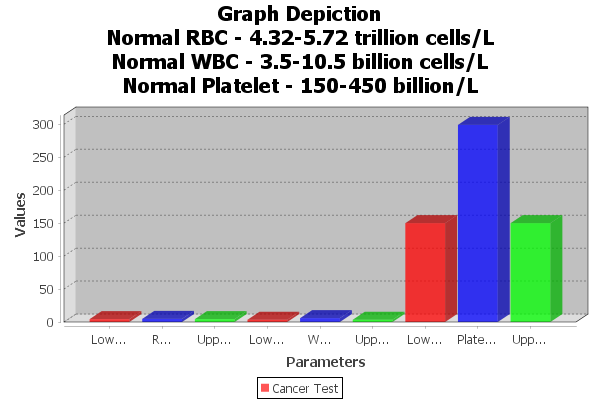 Graph Depiction
Normal RBC - 4.32-5.72 trillion cells/L
Normal WBC - 3.5-10.5 billion cells/L
Normal Platelet - 150-450 billion/L
300
250
200
150
100
50
0
Values
Low... R... Upp... Low... W... Upp... Low... Plate... Upp...
Parameters
Cancer Test